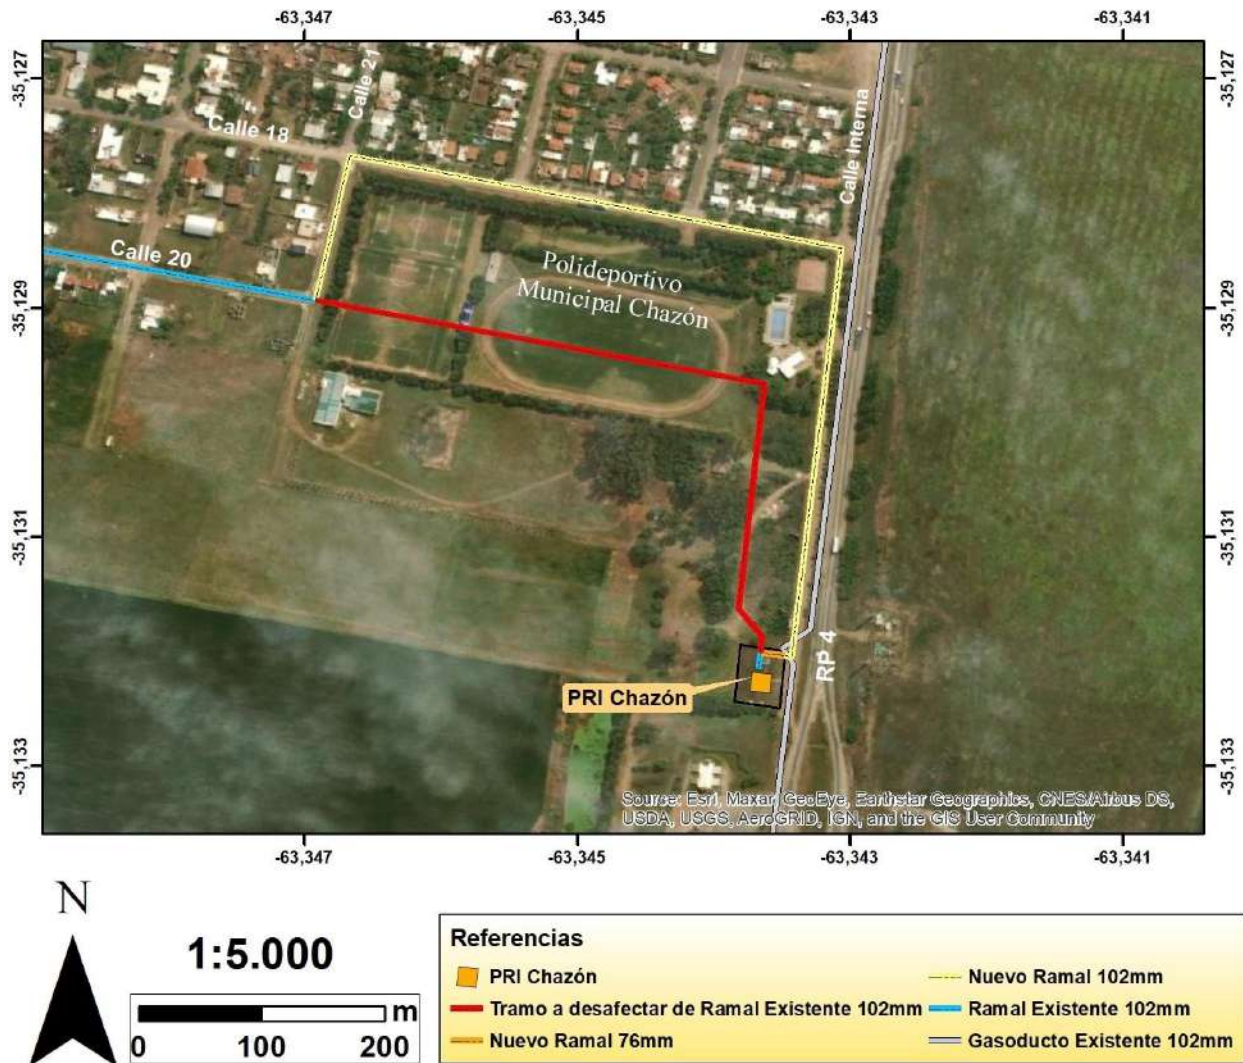 -63,347 -63,345 -63,343 -63,341
-35,127 -35,127
Calle 21
Calle 18
Calle Interna
Calle 20
Polideportivo
Municipal Chazón
-35,129 -35,129
-35,131 -35,131
RP 4
PRI Chazón
-35,133 -35,133
Source: Esri, Maxar, GeoEye, Earthstar Geographics, CNES/Airbus DS,
USDA, USGS, AeroGRID, IGN, and the GIS User Community
-63,347 -63,345 -63,343 -63,341
N
1:5.000
m
0 100 200
Referencias
PRI Chazón
Tramo a desafectar de Ramal Existente 102mm
Nuevo Ramal 76mm
Nuevo Ramal 102mm
Ramal Existente 102mm
Gasoducto Existente 102mm